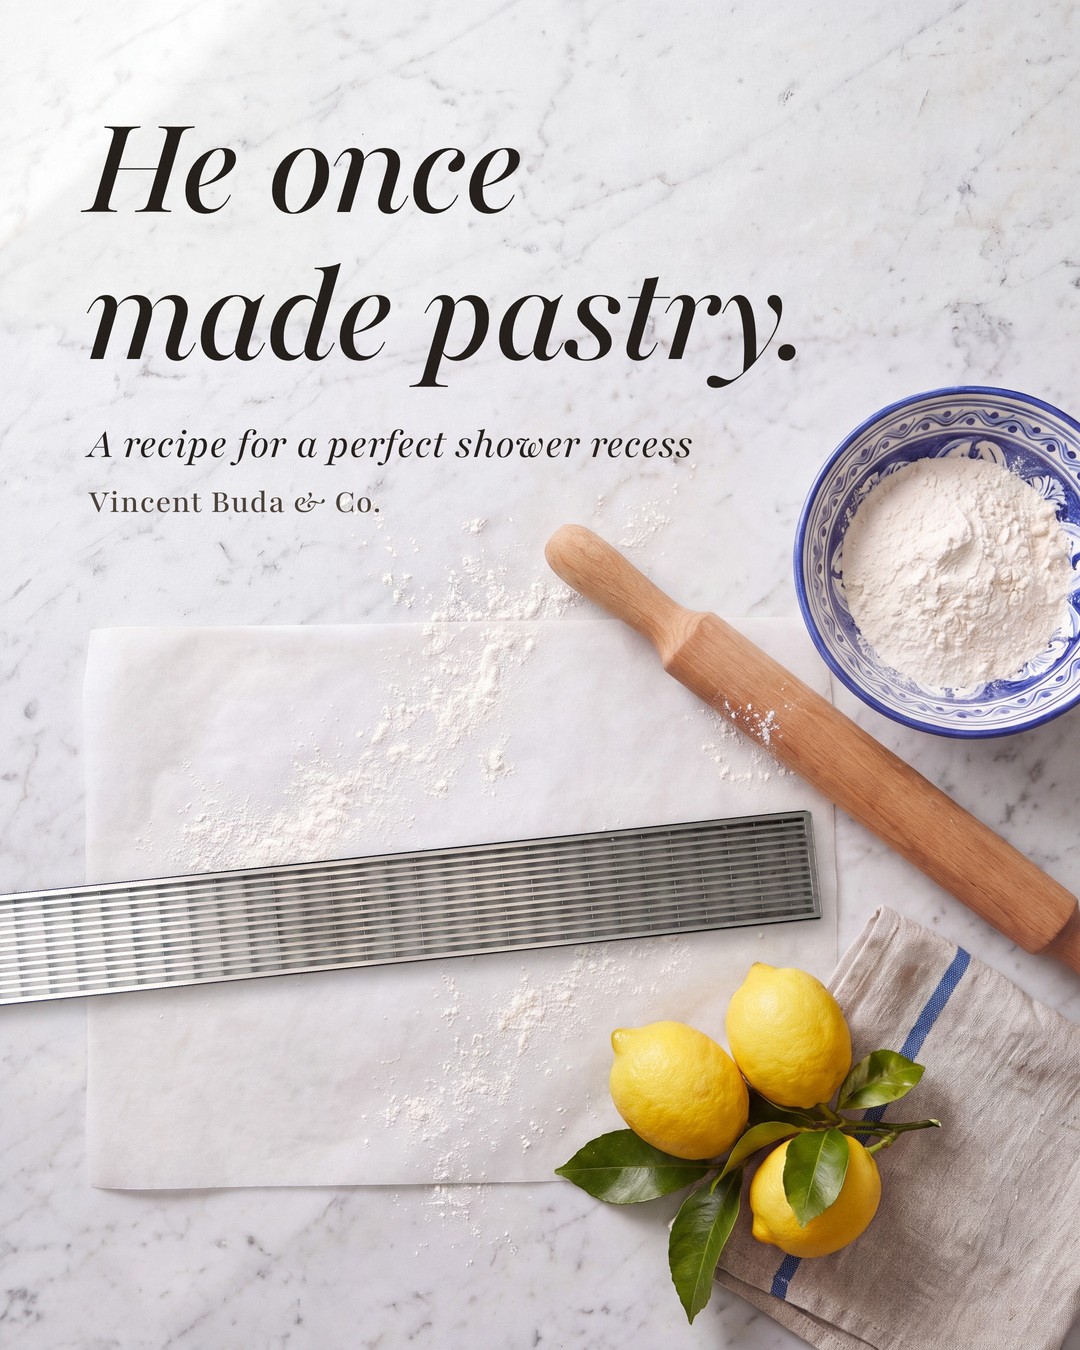 He once
made pastry.
A recipe for a perfect shower recess
Vincent Buda & Co.